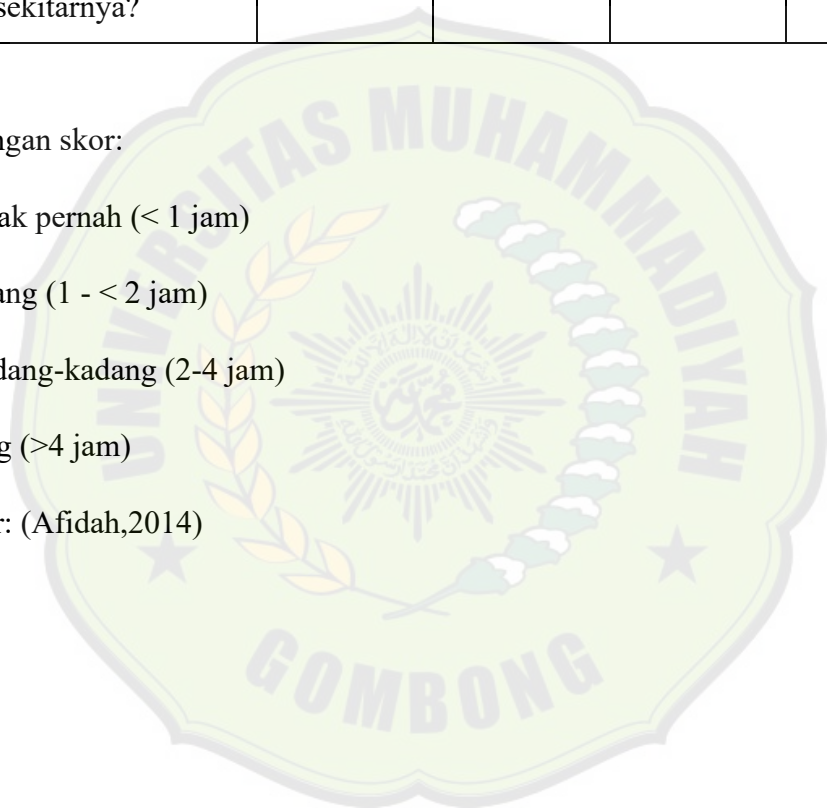 sekitarnya?
ngan skor:
ak pernah (< 1 jam)
ang (1 - < 2 jam)
dang-kadang (2-4 jam)
g (>4 jam)
r: (Afidah,2014)
UNIVERSITAS MUHAMMADIYAH
GOMBONG